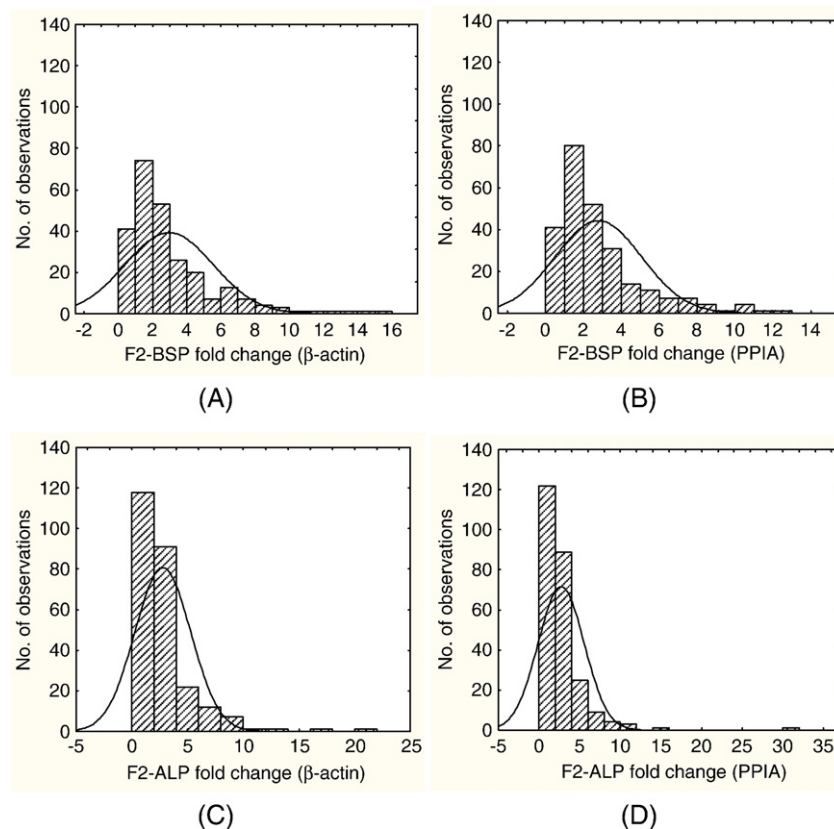 140
120
100
80
60
40
20
0
No. of observations
-2 0 2 4 6 8 10 12 14 16
F2-BSP fold change (β-actin)
(A)
140
120
100
80
60
40
20
0
No. of observations
-2 0 2 4 6 8 10 12 14
F2-BSP fold change (PPIA)
(B)
140
120
100
80
60
40
20
0
No. of observations
-5 0 5 10 15 20 25
F2-ALP fold change (β-actin)
(C)
140
120
100
80
60
40
20
0
No. of observations
-5 0 5 10 15 20 25 30 35
F2-ALP fold change (PPIA)
(D)